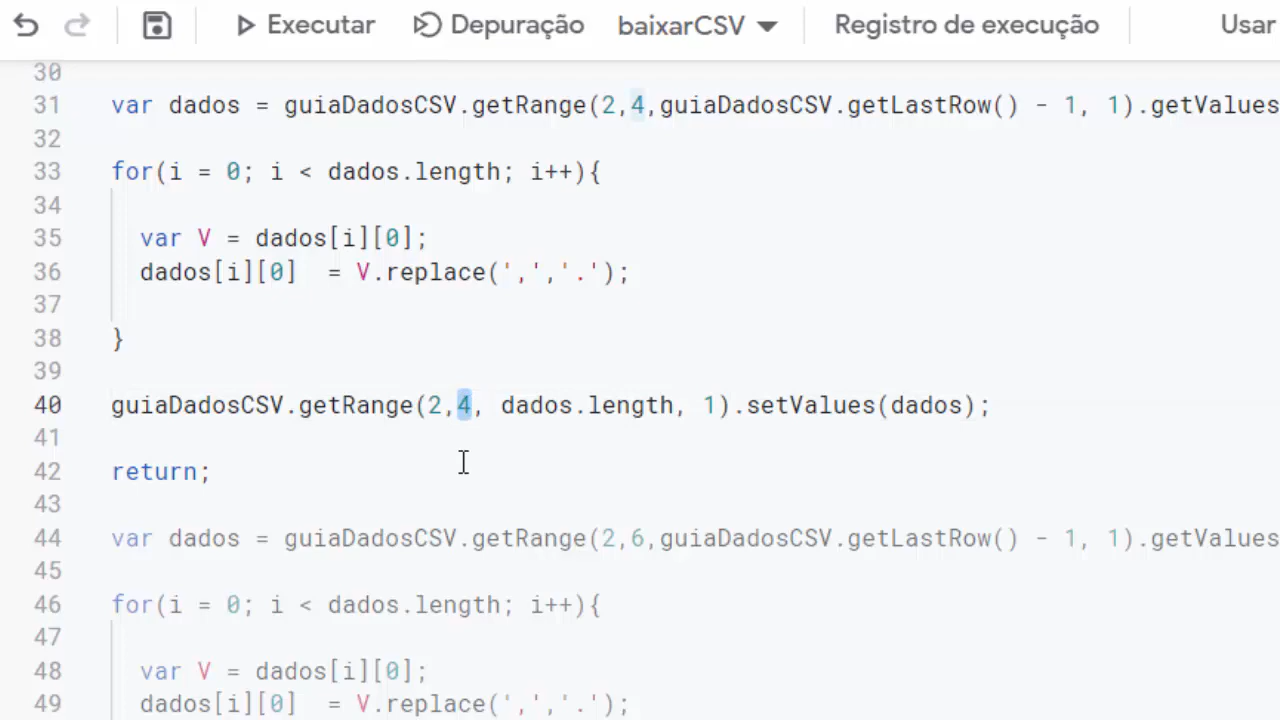 Executar Depuração baixarCSV Registro de execução Usar
30
31 var dados = guiaDadosCSV.getRange(2,4,guiaDadosCSV.getLastRow() - 1, 1).getValues
32
33 for(i = 0; i < dados.length; i++){
34
35 var V = dados[i][0];
36 dados[i][0]  = V.replace(',','.');
37
38 }
39
40 guiaDadosCSV.getRange(2,4, dados.length, 1).setValues(dados);
41
42 return;
43
44 var dados = guiaDadosCSV.getRange(2,6,guiaDadosCSV.getLastRow() - 1, 1).getValues
45
46 for(i = 0; i < dados.length; i++){
47
48 var V = dados[i][0];
49 dados[i][0]  = V.replace(',','.');